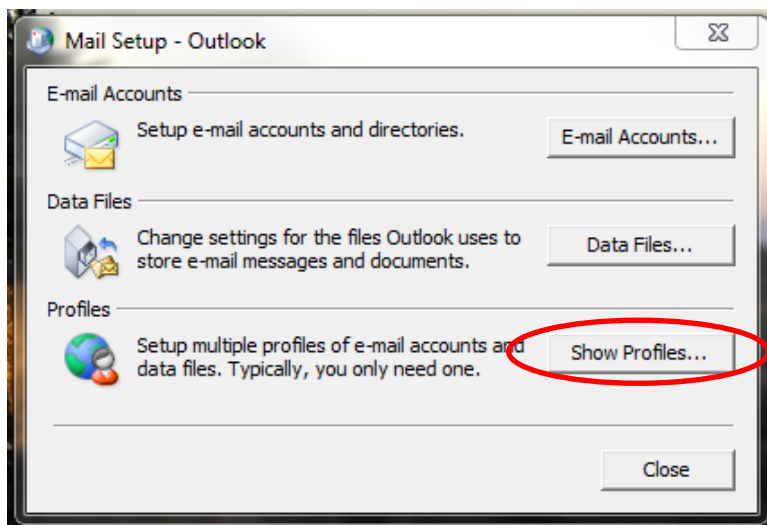 Mail Setup - Outlook
E-mail Accounts
Setup e-mail accounts and directories.
E-mail Accounts...
Data Files
Change settings for the files Outlook uses to
store e-mail messages and documents.
Data Files...
Profiles
Setup multiple profiles of e-mail accounts and
data files. Typically, you only need one.
Show Profiles...
Close